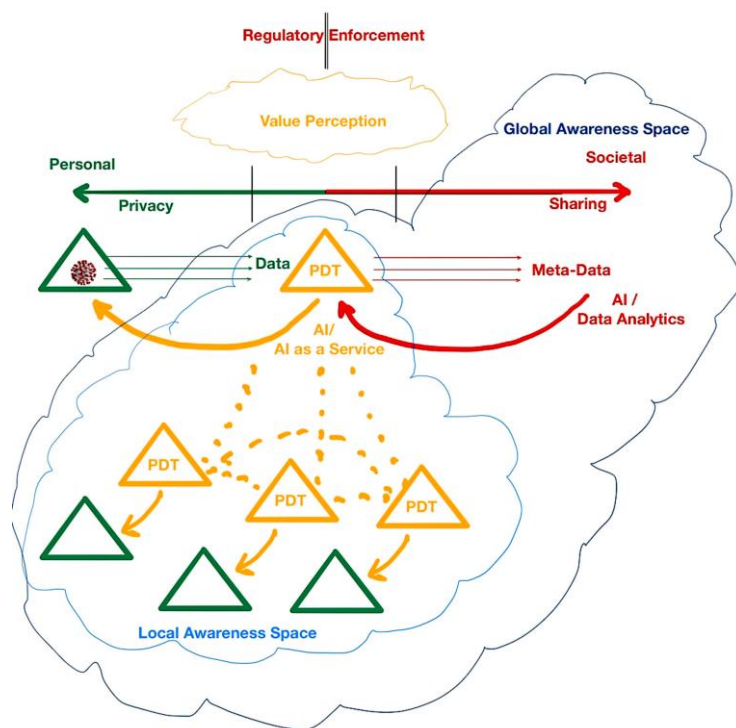 Regulatory Enforcement
Value Perception
Global Awareness Space
Personal
Societal
Privacy
Sharing
Data
PDT
Meta-Data
AI /
Data Analytics
AI/
AI as a Service
PDT
PDT
PDT
Local Awareness Space